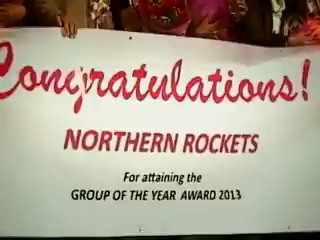 Congratulations!
NORTHERN ROCKETS
For attaining the
GROUP OF THE YEAR AWARD 2013